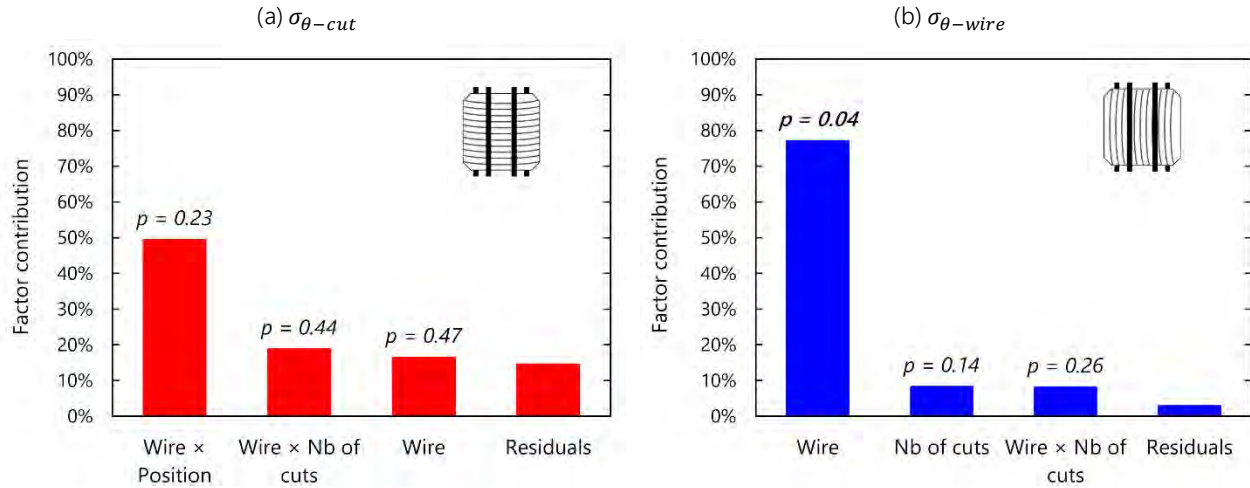 (a) σθ−cut
100%
90%
80%
70%
60%
50%
40%
30%
20%
10%
0%
Factor contribution
p = 0.23
p = 0.44
p = 0.47
Wire ×
Position
Wire × Nb of
cuts
Wire
Residuals
(b) σθ−wire
100%
90%
80%
70%
60%
50%
40%
30%
20%
10%
0%
Factor contribution
p = 0.04
p = 0.14
p = 0.26
Wire
Nb of cuts
Wire × Nb of
cuts
Residuals